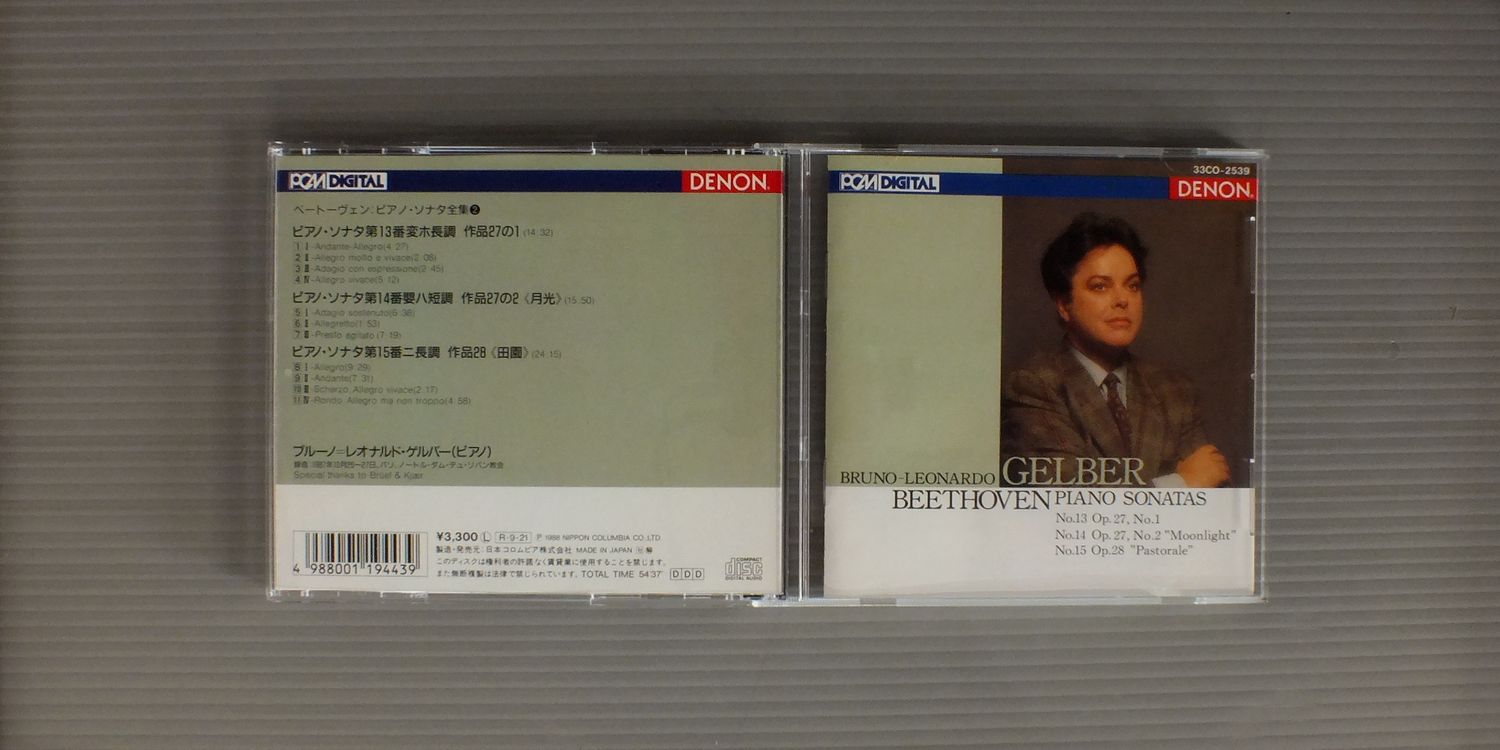 PCM DIGITAL
DENON
ベートーヴェン:ピアノ・ソナタ全集❷
ピアノ・ソナタ第13番変ホ長調 作品27の1 (14 32)
1 Ⅰ-Andante-Allegro(4 27)
2 Ⅱ-Allegro molto e vivace(2 08)
3 Ⅲ-Adagio con espressione(2 45)
4 Ⅳ-Allegro vivace(5 12)
ピアノ・ソナタ第14番嬰ハ短調 作品27の2《月光》(15 50)
5 Ⅰ-Adagio sostenuto(6 38)
6 Ⅱ-Allegretto(1 53)
7 Ⅲ-Presto agitato(7 19)
ピアノ・ソナタ第15番ニ長調 作品28《田園》(24 15)
8 Ⅰ-Allegro(9 29)
9 Ⅱ-Andante(7 31)
10 Ⅲ-Scherzo. Allegro vivace(2 17)
11 Ⅳ-Rondo. Allegro ma non troppo(4 58)
ブルーノ=レオナルド・ゲルバー(ピアノ)
Special thanks to Brüel & Kjær
¥3,300 Ⓛ R-9-21 Ⓟ 1988 NIPPON COLUMBIA CO.,LTD
製造・発売元:日本コロムビア株式会社 MADE IN JAPAN
このディスクは権利者の許諾なく賃貸業に使用することを禁じます。
また無断複製は法律で禁じられています。TOTAL TIME 54'37" DDD
4 988001 194439
COMPACT disc DIGITAL AUDIO
33CO-2539
PCM DIGITAL
DENON
BRUNO-LEONARDO GELBER
BEETHOVEN PIANO SONATAS
No.13 Op.27, No.1
No.14 Op.27, No.2 "Moonlight"
No.15 Op.28 "Pastorale"